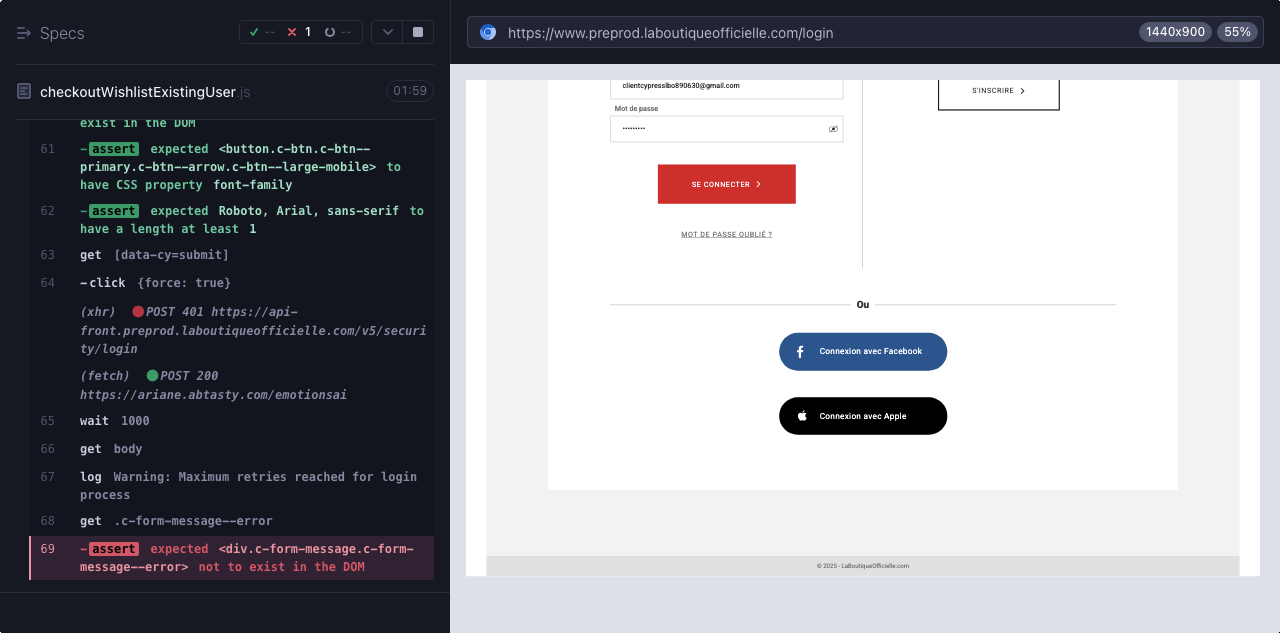 Specs
-- 1 --
https://www.preprod.laboutiqueofficielle.com/login
1440x900 55%
checkoutWishlistExistingUser.js
01:59
exist in the DOM
61 -assert expected <button.c-btn.c-btn--
primary.c-btn--arrow.c-btn--large-mobile> to
have CSS property font-family
62 -assert expected Roboto, Arial, sans-serif to
have a length at least 1
63 get [data-cy=submit]
64 -click {force: true}
(xhr) POST 401 https://api-
front.preprod.laboutiqueofficielle.com/v5/securi
ty/login
(fetch) POST 200
https://ariane.abtasty.com/emotionsai
65 wait 1000
66 get body
67 log Warning: Maximum retries reached for login
process
68 get .c-form-message--error
69 -assert expected <div.c-form-message.c-form-
message--error> not to exist in the DOM
clientcypresslbo890630@gmail.com
Mot de passe
•••••••••
SE CONNECTER
MOT DE PASSE OUBLIÉ ?
S'INSCRIRE
Ou
Connexion avec Facebook
Connexion avec Apple
© 2025 - LaBoutiqueOfficielle.com